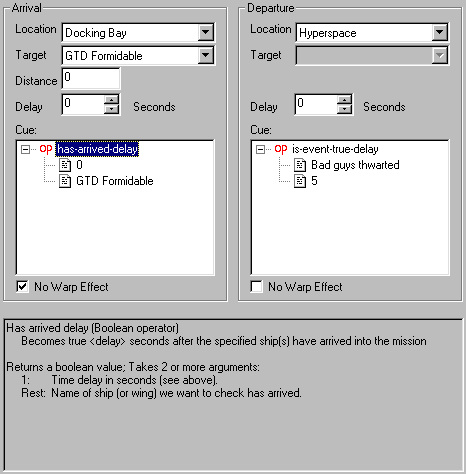 Arrival
Location Docking Bay
Target GTD Formidable
Distance 0
Delay 0 Seconds
Cue:
op has-arrived-delay
0
GTD Formidable
No Warp Effect
Departure
Location Hyperspace
Target
Delay 0 Seconds
Cue:
op is-event-true-delay
Bad guys thwarted
5
No Warp Effect
Has arrived delay (Boolean operator)
Becomes true <delay> seconds after the specified ship(s) have arrived into the mission
Returns a boolean value; Takes 2 or more arguments:
1: Time delay in seconds (see above).
Rest: Name of ship (or wing) we want to check has arrived.